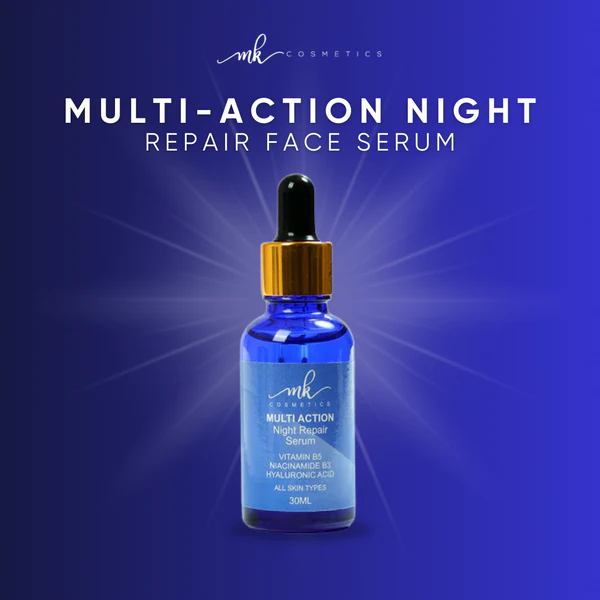 mk COSMETICS
MULTI-ACTION NIGHT
REPAIR FACE SERUM
mk
COSMETICS
MULTI ACTION
Night Repair
Serum
VITAMIN B5
NIACINAMIDE B3
HYALURONIC ACID
ALL SKIN TYPES
30ML